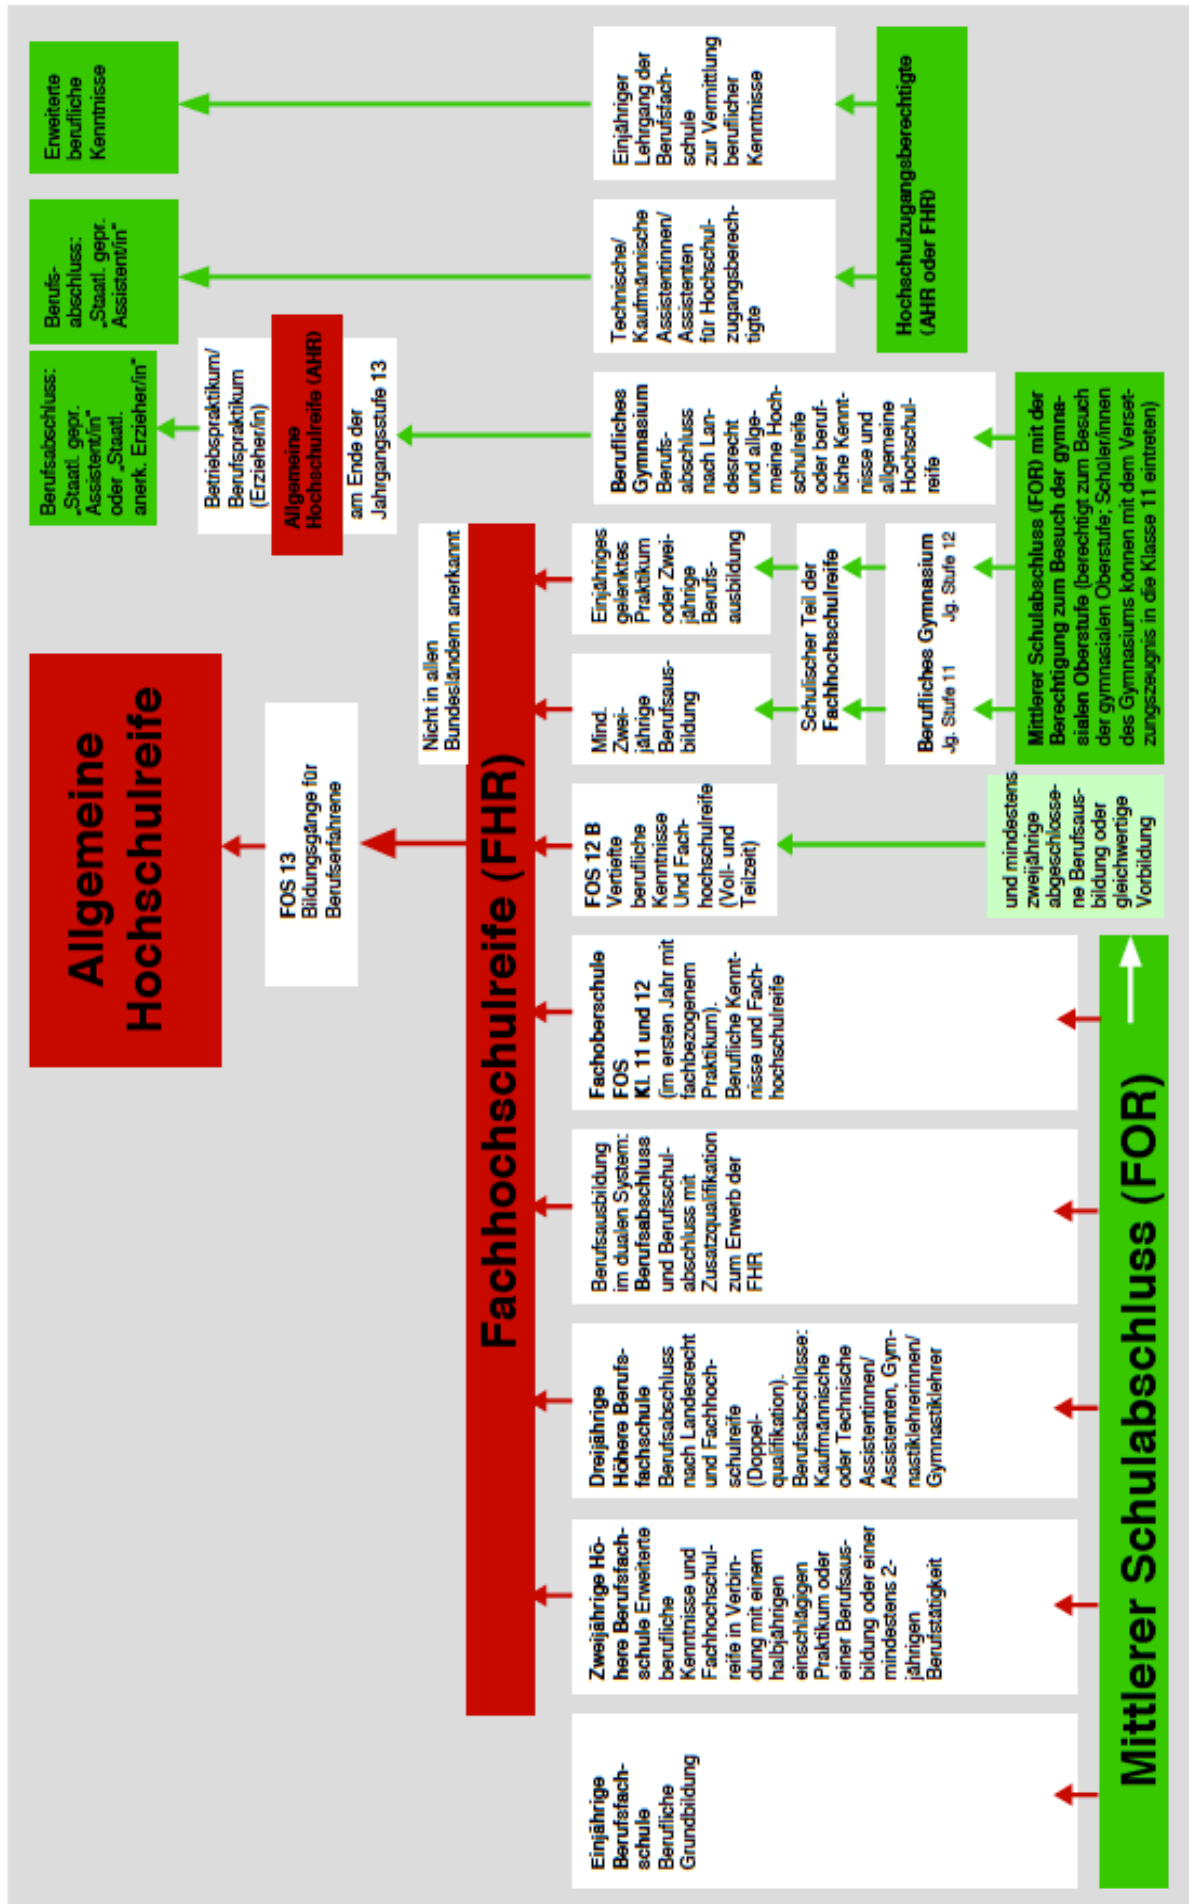 Allgemeine
Hochschulreife
FOS 13
Bildungsgänge für
Berufserfahrene
Berufsabschluss:
„Staatl. gepr.
Assistent/in"
oder „Staatl.
anerk. Erzieher/in"
Berufs-
abschluss:
„Staatl. gepr.
Assistent/in"
Erweiterte
berufliche
Kenntnisse
Betriebspraktikum/
Berufspraktikum
(Erzieher/in)
Allgemeine
Hochschulreife (AHR)
am Ende der
Jahrgangsstufe 13
Nicht in allen
Bundesländern anerkannt
Fachhochschulreife (FHR)
Einjährige
Berufsfach-
schule
Berufliche
Grundbildung
Zweijährige Hö-
here Berufsfach-
schule Erweiterte
berufliche
Kenntnisse und
Fachhochschul-
reife in Verbin-
dung mit einem
halbjährigen
einschlägigen
Praktikum oder
einer Berufsaus-
bildung oder einer
mindestens 2-
jährigen
Berufstätigkeit
Dreijährige
Höhere Berufs-
fachschule
Berufsabschluss
nach Landesrecht
und Fachhoch-
schulreife
(Doppel-
qualifikation).
Berufsabschlüsse:
Kaufmännische
oder Technische
Assistentinnen/
Assistenten, Gym-
nastiklehrerinnen/
Gymnastiklehrer
Berufsausbildung
im dualen System:
Berufsabschluss
und Berufsschul-
abschluss mit
Zusatzqualifikation
zum Erwerb der
FHR
Fachoberschule
FOS
Kl. 11 und 12
(im ersten Jahr mit
fachbezogenem
Praktikum).
Berufliche Kennt-
nisse und Fach-
hochschulreife
FOS 12 B
Vertiefte
berufliche
Kenntnisse
Und Fach-
hochschulreife
(Voll- und
Teilzeit)
Mind.
Zwei-
jährige
Berufsaus-
bildung
Einjähriges
gelenktes
Praktikum
oder Zwei-
jährige
Berufs-
ausbildung
Schulischer Teil der
Fachhochschulreife
Berufliches Gymnasium
Jg. Stufe 11 Jg. Stufe 12
Berufliches
Gymnasium
Berufs-
abschluss
nach Lan-
desrecht
und allge-
meine Hoch-
schulreife
oder beruf-
liche Kennt-
nisse und
allgemeine
Hochschul-
reife
Technische/
Kaufmännische
Assistentinnen/
Assistenten
für Hochschul-
zugangsberech-
tigte
Einjähriger
Lehrgang der
Berufsfach-
schule
zur Vermittlung
beruflicher
Kenntnisse
Hochschulzugangsberechtigte
(AHR oder FHR)
und mindestens
zweijährige
abgeschlosse-
ne Berufsaus-
bildung oder
gleichwertige
Vorbildung
Mittlerer Schulabschluss (FOR) mit der
Berechtigung zum Besuch der gymna-
sialen Oberstufe (berechtigt zum Besuch
der gymnasialen Oberstufe; Schüler/innen
des Gymnasiums können mit dem Verset-
zungszeugnis in die Klasse 11 eintreten)
Mittlerer Schulabschluss (FOR)